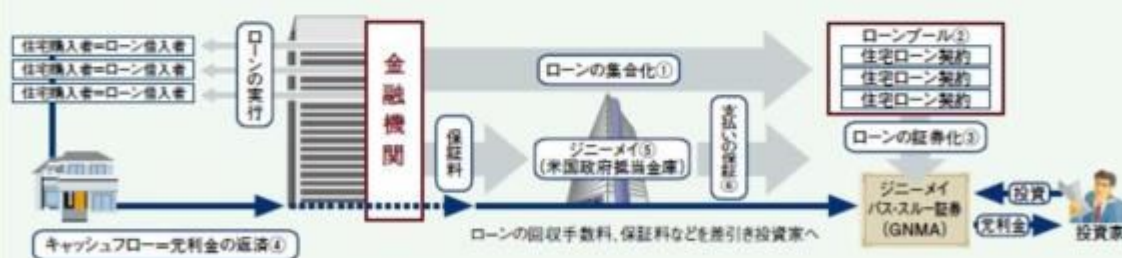 住宅購入者=ローン借入者
住宅購入者=ローン借入者
住宅購入者=ローン借入者
ローンの実行
金融機関
ローンの集合化①
ローンプール②
住宅ローン契約
住宅ローン契約
住宅ローン契約
保証料
ジニーメイ⑤
(米国政府抵当金庫)
支払いの保証⑥
ローンの証券化③
ジニーメイ
パス・スルー証券
(GNMA)
投資
元利金
投資家
キャッシュフロー=元利金の返済④
ローンの回収手数料、保証料などを差引き投資家へ